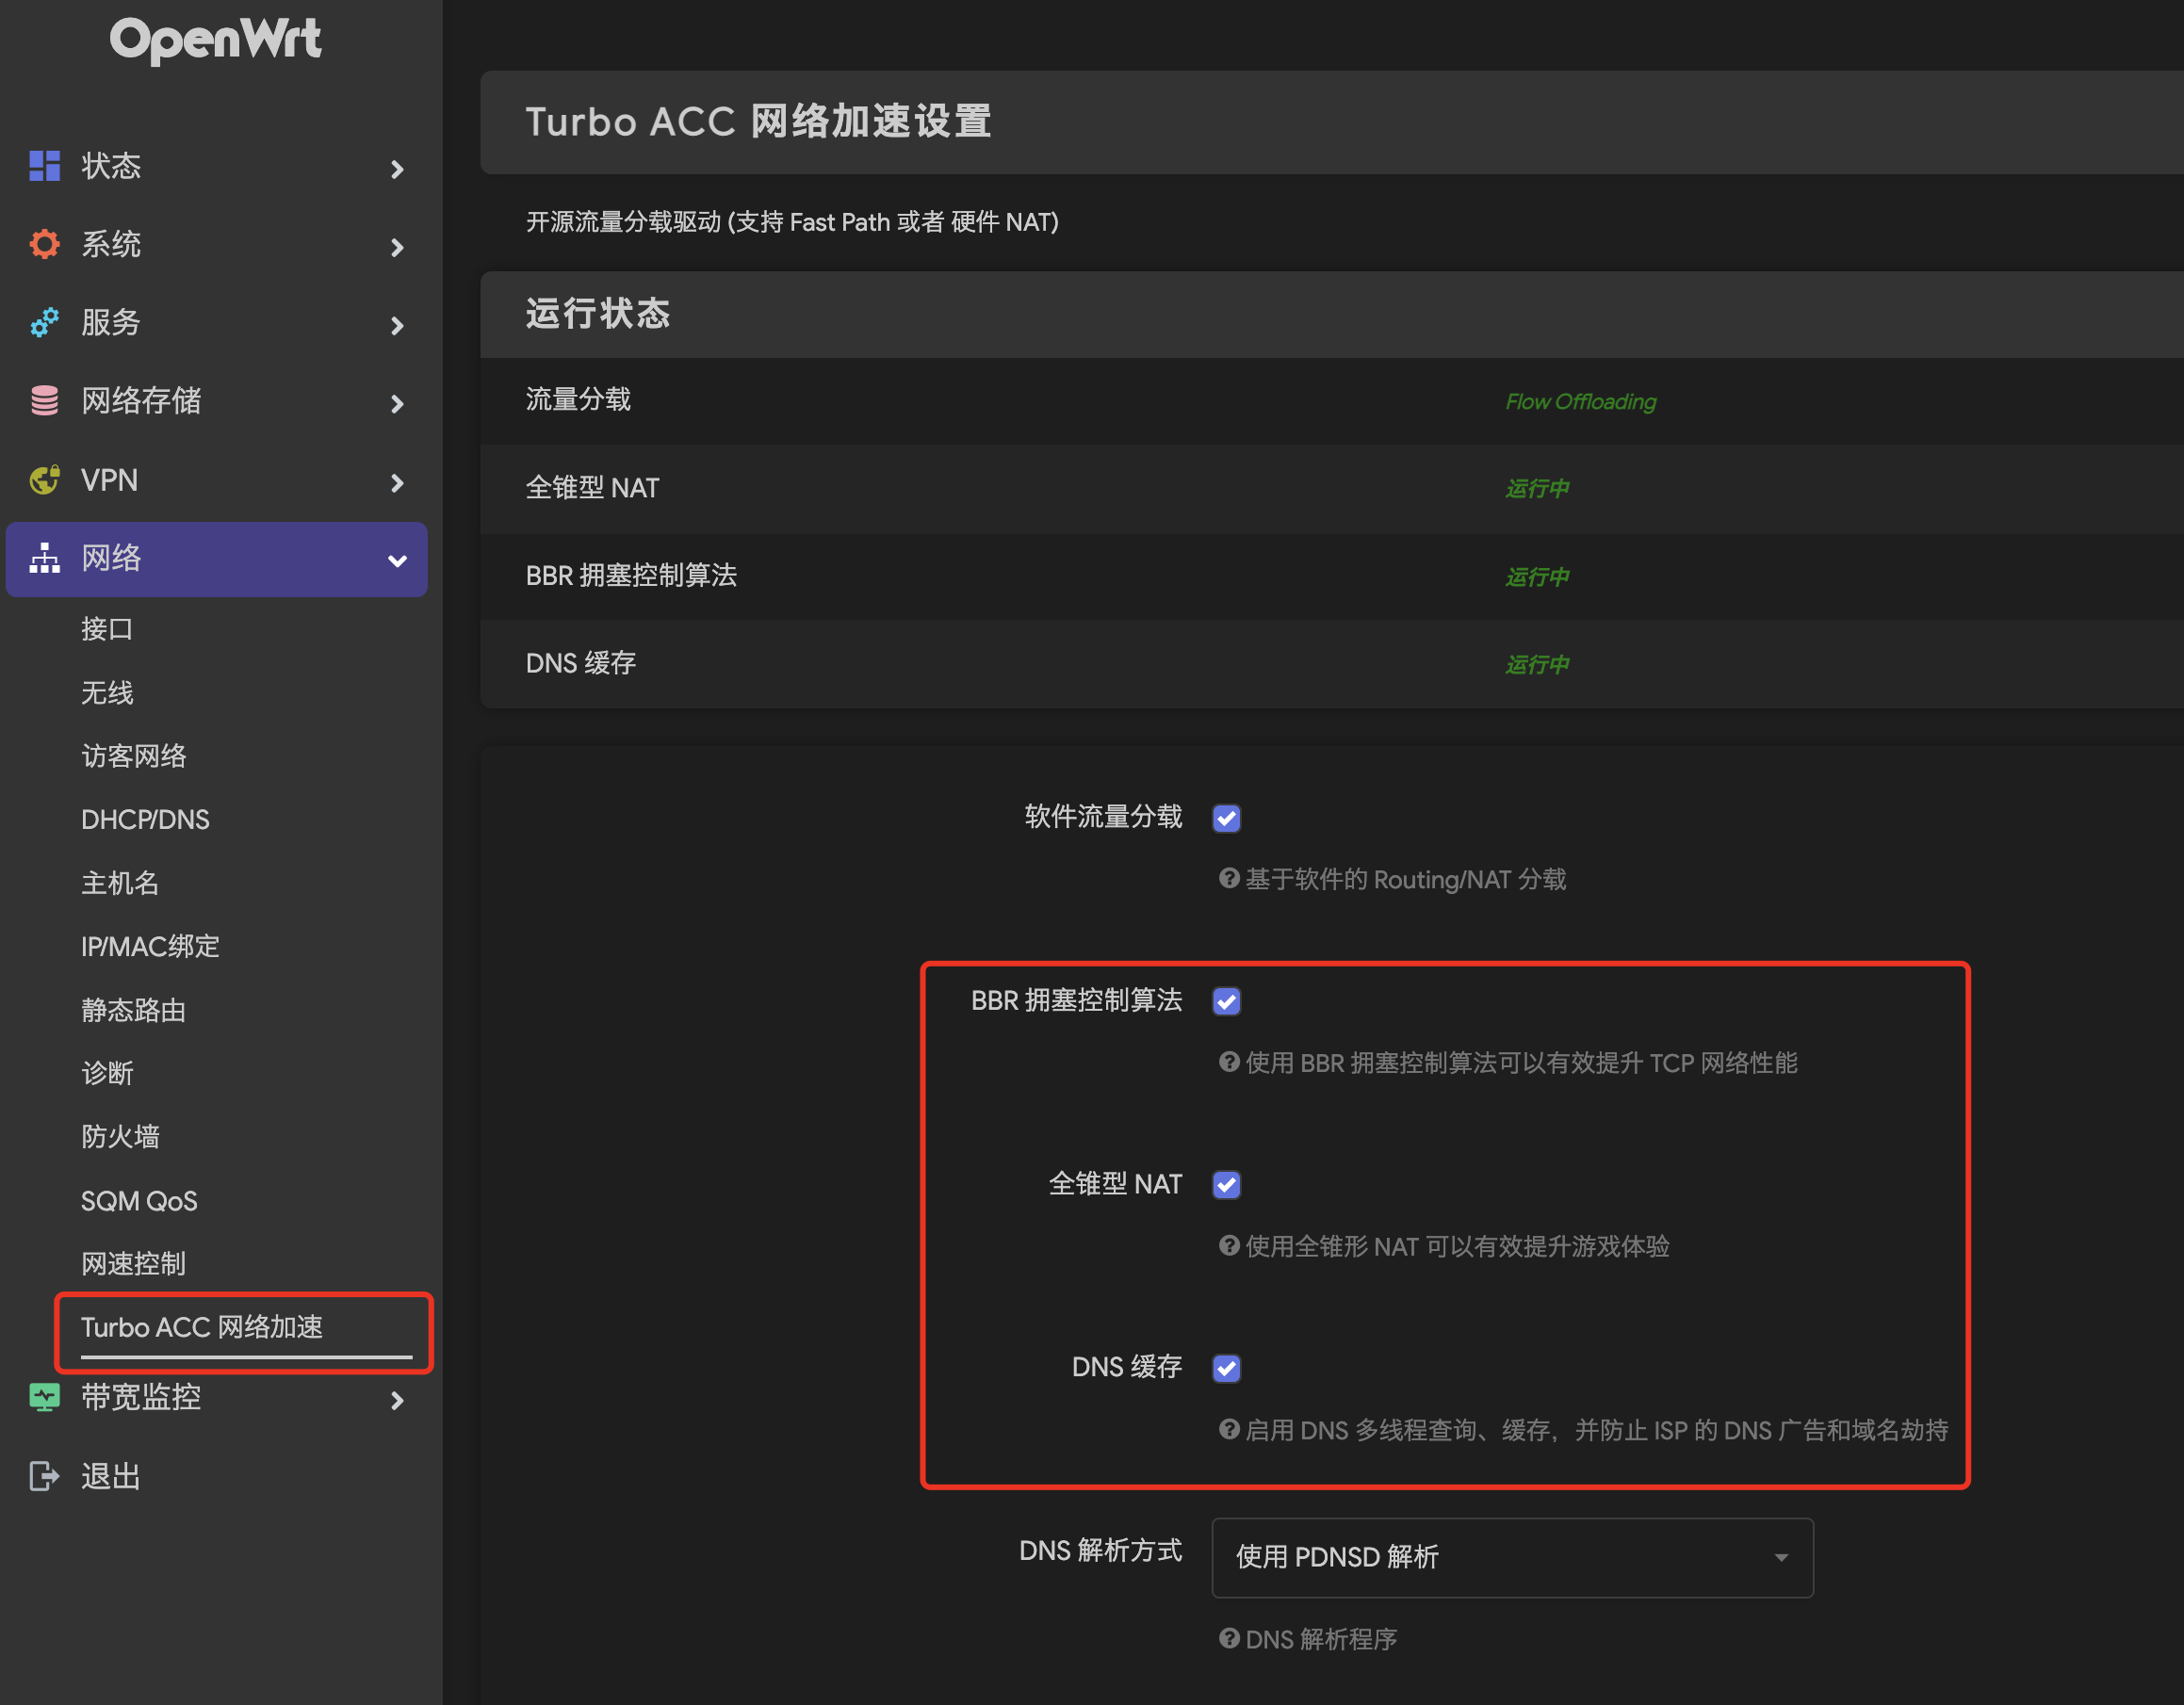 OpenWrt
状态
系统
服务
网络存储
VPN
网络
接口
无线
访客网络
DHCP/DNS
主机名
IP/MAC绑定
静态路由
诊断
防火墙
SQM QoS
网速控制
Turbo ACC 网络加速
带宽监控
退出
Turbo ACC 网络加速设置
开源流量分载驱动 (支持 Fast Path 或者 硬件 NAT)
运行状态
流量分载 Flow Offloading
全锥型 NAT 运行中
BBR 拥塞控制算法 运行中
DNS 缓存 运行中
软件流量分载
基于软件的 Routing/NAT 分载
BBR 拥塞控制算法
使用 BBR 拥塞控制算法可以有效提升 TCP 网络性能
全锥型 NAT
使用全锥形 NAT 可以有效提升游戏体验
DNS 缓存
启用 DNS 多线程查询、缓存，并防止 ISP 的 DNS 广告和域名劫持
DNS 解析方式 使用 PDNSD 解析
DNS 解析程序